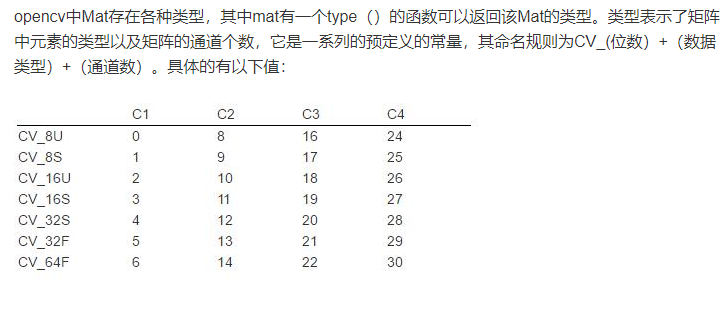 opencv中Mat存在各种类型，其中mat有一个type（）的函数可以返回该Mat的类型。类型表示了矩阵
中元素的类型以及矩阵的通道个数，它是一系列的预定义的常量，其命名规则为CV_(位数）+（数据
类型）+（通道数）。具体的有以下值：
C1 C2 C3 C4
CV_8U 0 8 16 24
CV_8S 1 9 17 25
CV_16U 2 10 18 26
CV_16S 3 11 19 27
CV_32S 4 12 20 28
CV_32F 5 13 21 29
CV_64F 6 14 22 30